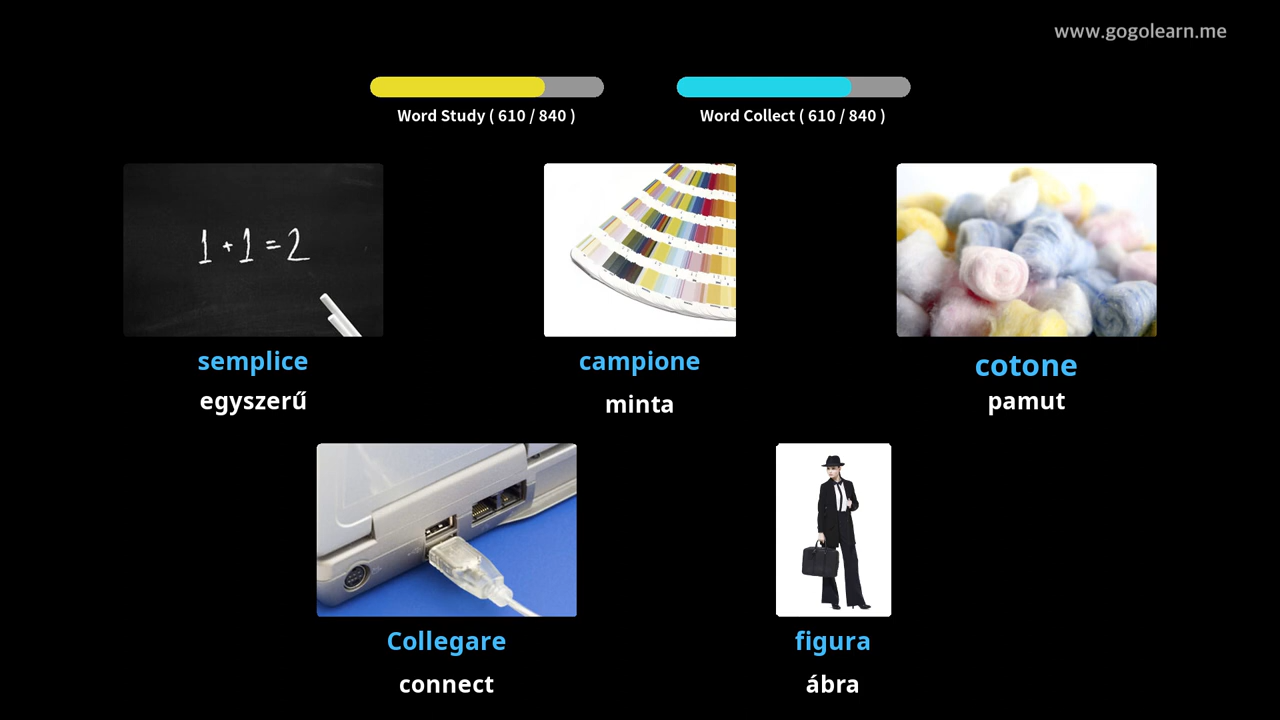 www.gogolearn.me
Word Study ( 610 / 840 )
Word Collect ( 610 / 840 )
1 + 1 = 2
semplice
egyszerű
campione
minta
cotone
pamut
Collegare
connect
figura
ábra